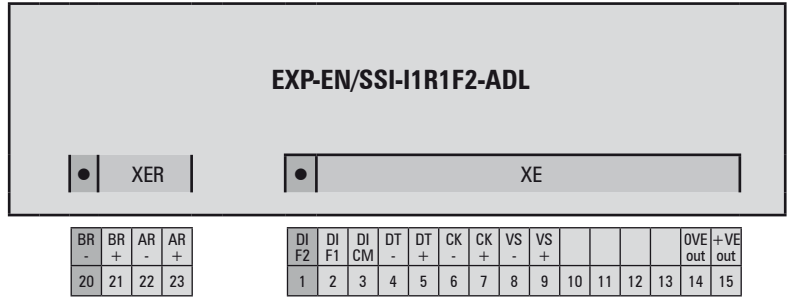 EXP-EN/SSI-I1R1F2-ADL
XER XE
BR BR AR AR DI DI DI DT DT CK CK VS VS 0VE +VE
- + - + F2 F1 CM - + - + - + out out
20 21 22 23 1 2 3 4 5 6 7 8 9 10 11 12 13 14 15